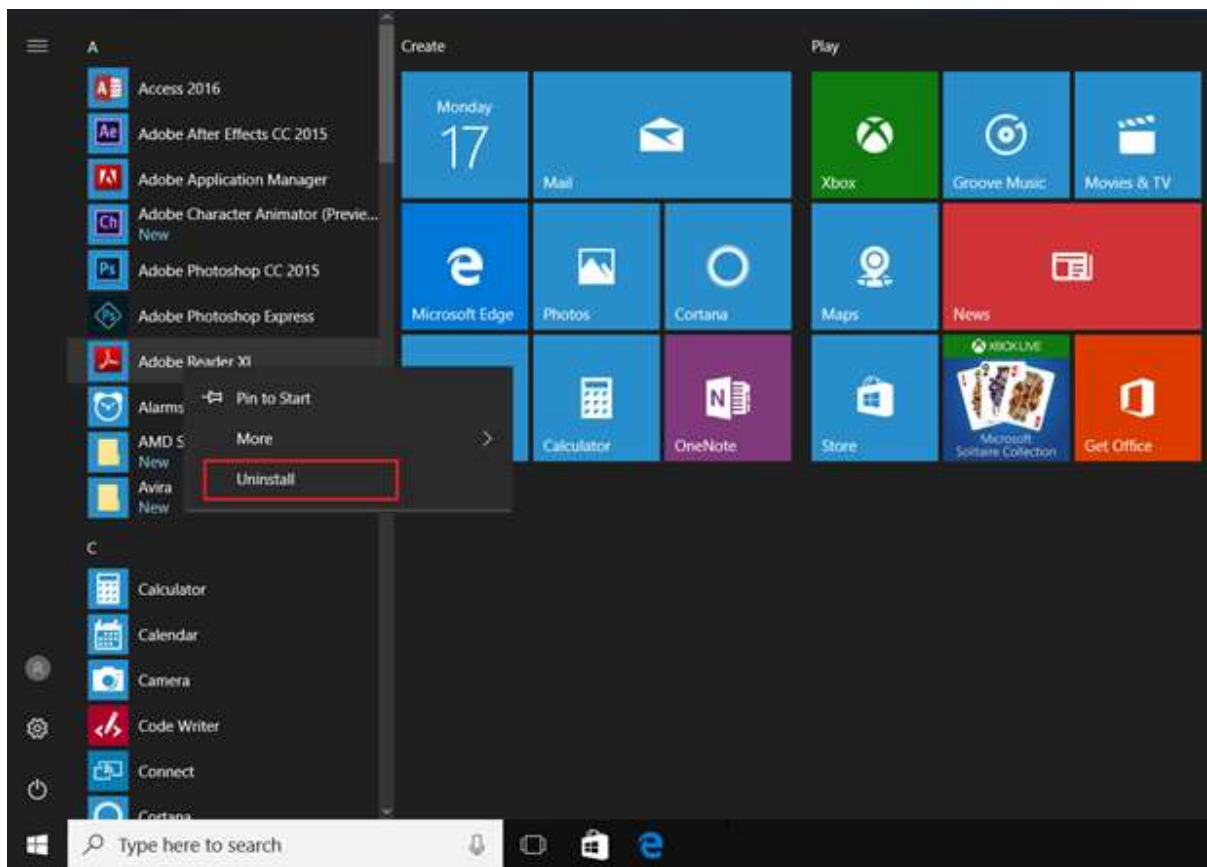 A
Access 2016
Adobe After Effects CC 2015
Adobe Application Manager
Adobe Character Animator (Previe...
New
Adobe Photoshop CC 2015
Adobe Photoshop Express
Adobe Reader XI
Alarms
AMD S
New
Avira
New
Pin to Start
More
Uninstall
C
Calculator
Calendar
Camera
Code Writer
Connect
Cortana
Create
Monday
17
Mail
Microsoft Edge
Photos
Cortana
Calculator
OneNote
Play
Xbox
Groove Music
Movies & TV
Maps
News
Store
XBOX LIVE
Microsoft
Solitaire Collection
Get Office
Type here to search